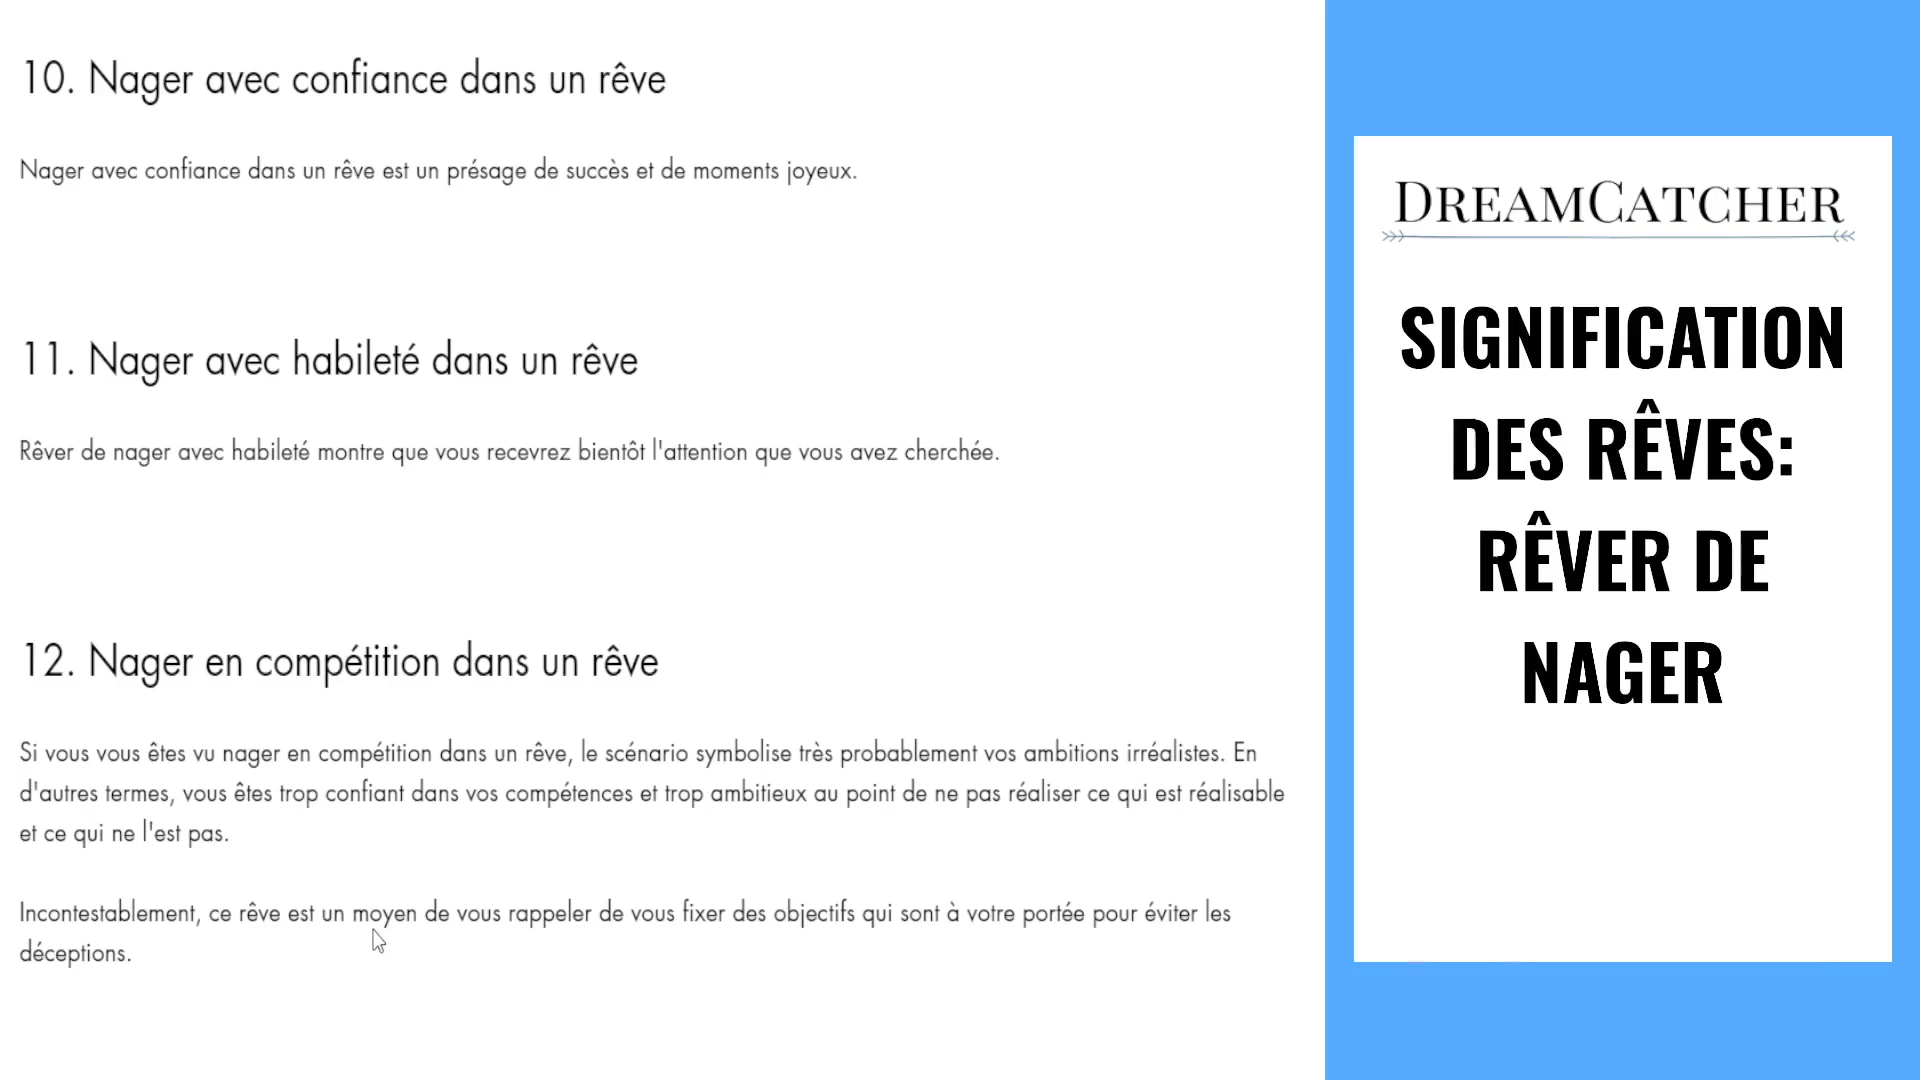 10. Nager avec confiance dans un rêve
Nager avec confiance dans un rêve est un présage de succès et de moments joyeux.
11. Nager avec habileté dans un rêve
Rêver de nager avec habileté montre que vous recevrez bientôt l'attention que vous avez cherchée.
12. Nager en compétition dans un rêve
Si vous vous êtes vu nager en compétition dans un rêve, le scénario symbolise très probablement vos ambitions irréalistes. En
d'autres termes, vous êtes trop confiant dans vos compétences et trop ambitieux au point de ne pas réaliser ce qui est réalisable
et ce qui ne l'est pas.
Incontestablement, ce rêve est un moyen de vous rappeler de vous fixer des objectifs qui sont à votre portée pour éviter les
déceptions.
DREAMCATCHER
SIGNIFICATION
DES RÊVES:
RÊVER DE
NAGER